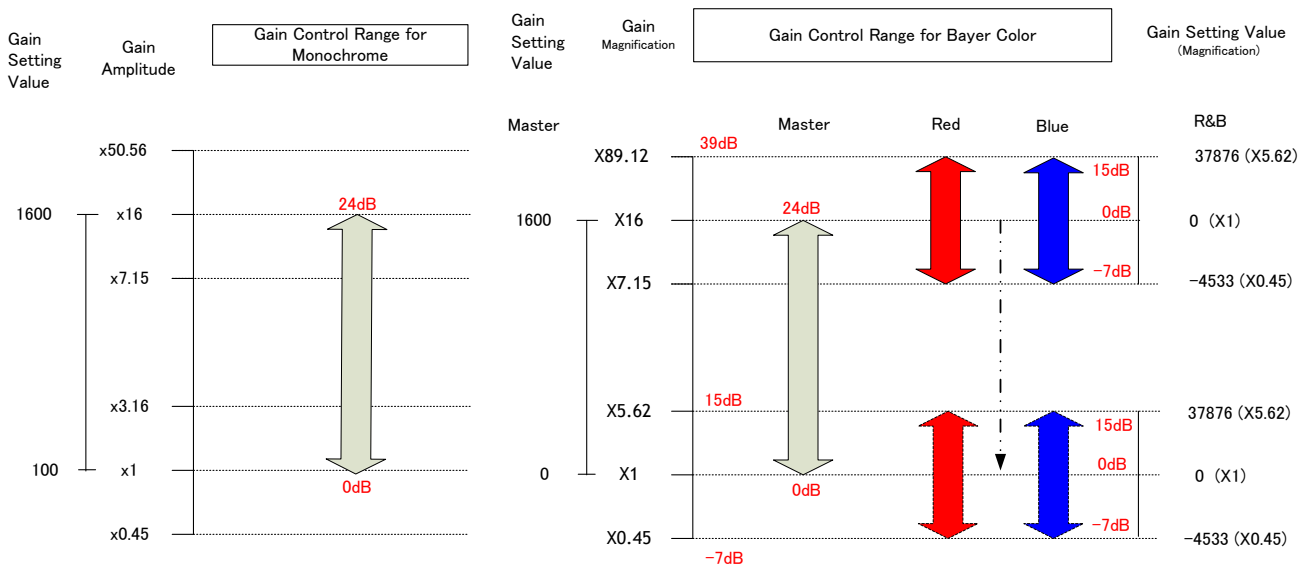 Gain
Setting
Value
Gain
Amplitude
Gain Control Range for
Monochrome
x50.56
1600
x16
24dB
x7.15
x3.16
100
x1
0dB
x0.45
Gain
Setting
Value
Gain
Magnification
Gain Control Range for Bayer Color
Gain Setting Value
(Magnification)
Master
Master
Red
Blue
R&B
39dB
X89.12
15dB
37876 (X5.62)
1600
X16
24dB
0dB
0 (X1)
X7.15
-7dB
-4533 (X0.45)
X5.62
15dB
15dB
37876 (X5.62)
0
X1
0dB
0dB
0 (X1)
X0.45
-7dB
-7dB
-4533 (X0.45)